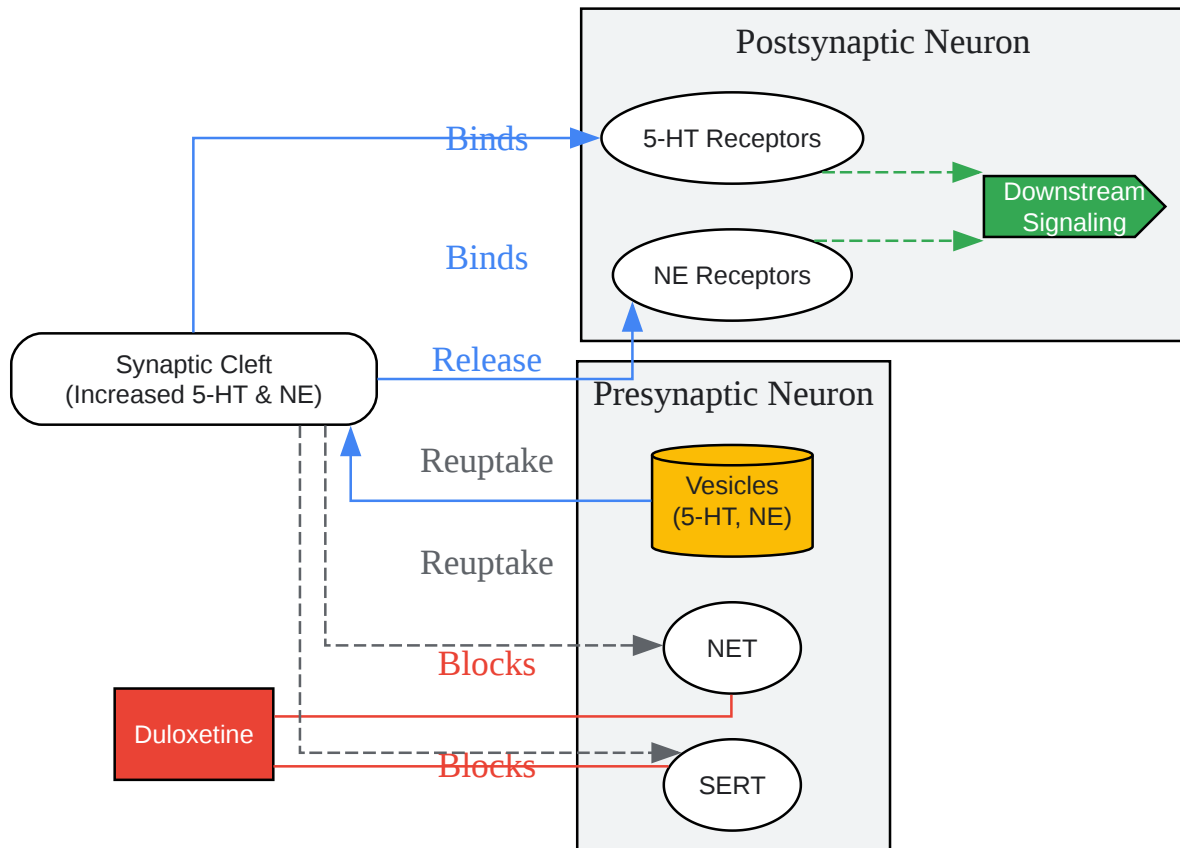 Postsynaptic Neuron
Binds
5-HT Receptors
Downstream
Signaling
Binds
NE Receptors
Synaptic Cleft
(Increased 5-HT & NE)
Release
Presynaptic Neuron
Reuptake
Vesicles
(5-HT, NE)
Reuptake
NET
Blocks
Duloxetine
Blocks
SERT